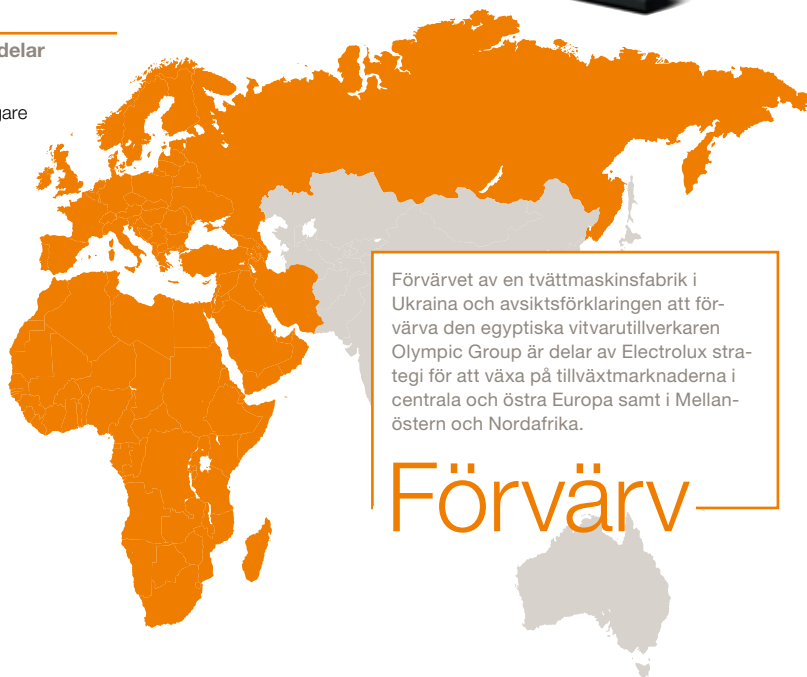 delar
gare
Förvärvet av en tvättmaskinsfabrik i
Ukraina och avsiktsförklaringen att för-
värva den egyptiska vitvarutillverkaren
Olympic Group är delar av Electrolux stra-
tegi för att växa på tillväxtmarknaderna i
centrala och östra Europa samt i Mellan-
östern och Nordafrika.
Förvärv